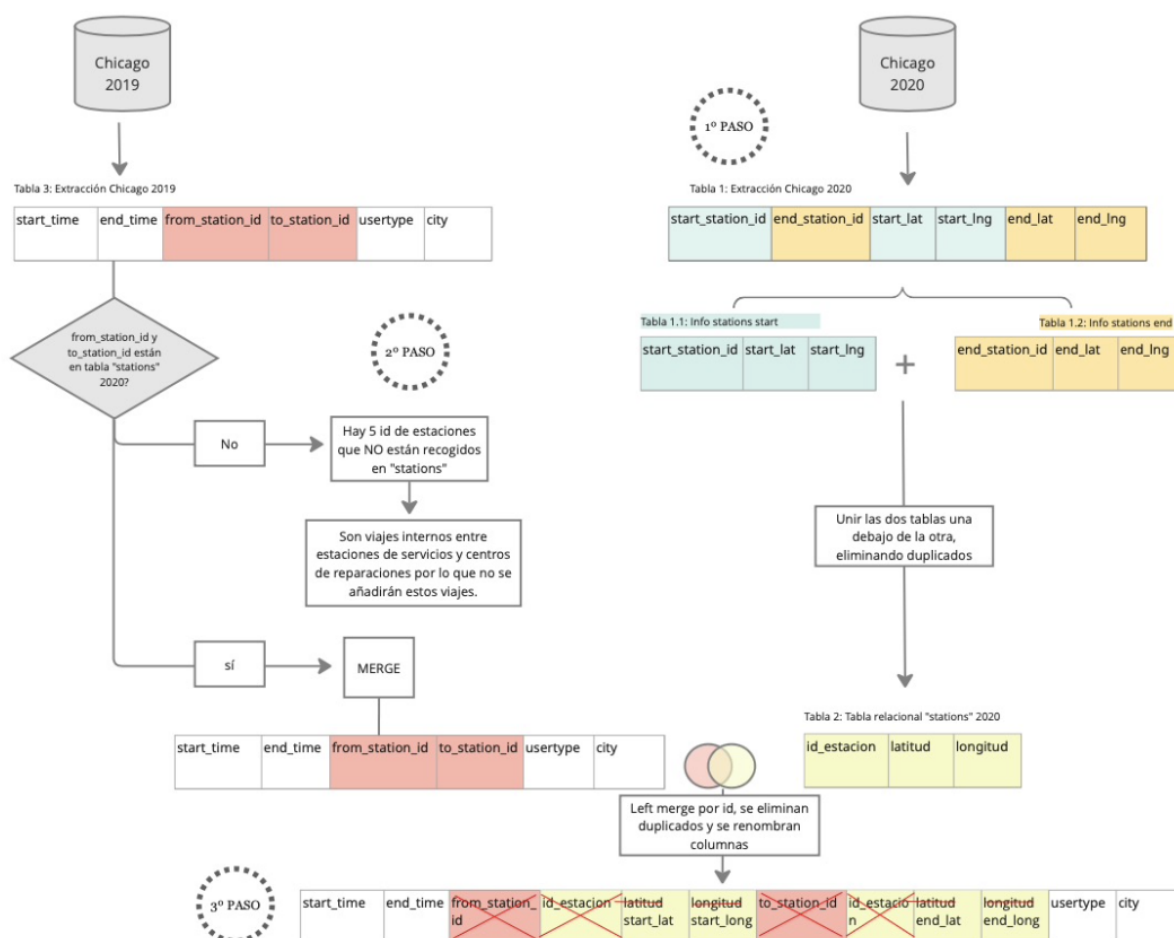 Chicago
2019
Chicago
2020
1º PASO
Tabla 3: Extracción Chicago 2019
start_time end_time from_station_id to_station_id usertype city
Tabla 1: Extracción Chicago 2020
start_station_id end_station_id start_lat start_lng end_lat end_lng
from_station_id y
to_station_id están
en tabla "stations"
2020?
2º PASO
Tabla 1.1: Info stations start
start_station_id start_lat start_lng
+
Tabla 1.2: Info stations end
end_station_id end_lat end_lng
No
Hay 5 id de estaciones
que NO están recogidos
en "stations"
Son viajes internos entre
estaciones de servicios y centros
de reparaciones por lo que no se
añadirán estos viajes.
Unir las dos tablas una
debajo de la otra,
eliminando duplicados
sí
MERGE
Tabla 2: Tabla relacional "stations" 2020
id_estacion latitud longitud
start_time end_time from_station_id to_station_id usertype city
Left merge por id, se eliminan
duplicados y se renombran
columnas
3º PASO
start_time end_time from_station_ id_estacion latitud longitud to_station_id id_estacio latitud longitud usertype city
id start_lat start_long n end_lat end_long